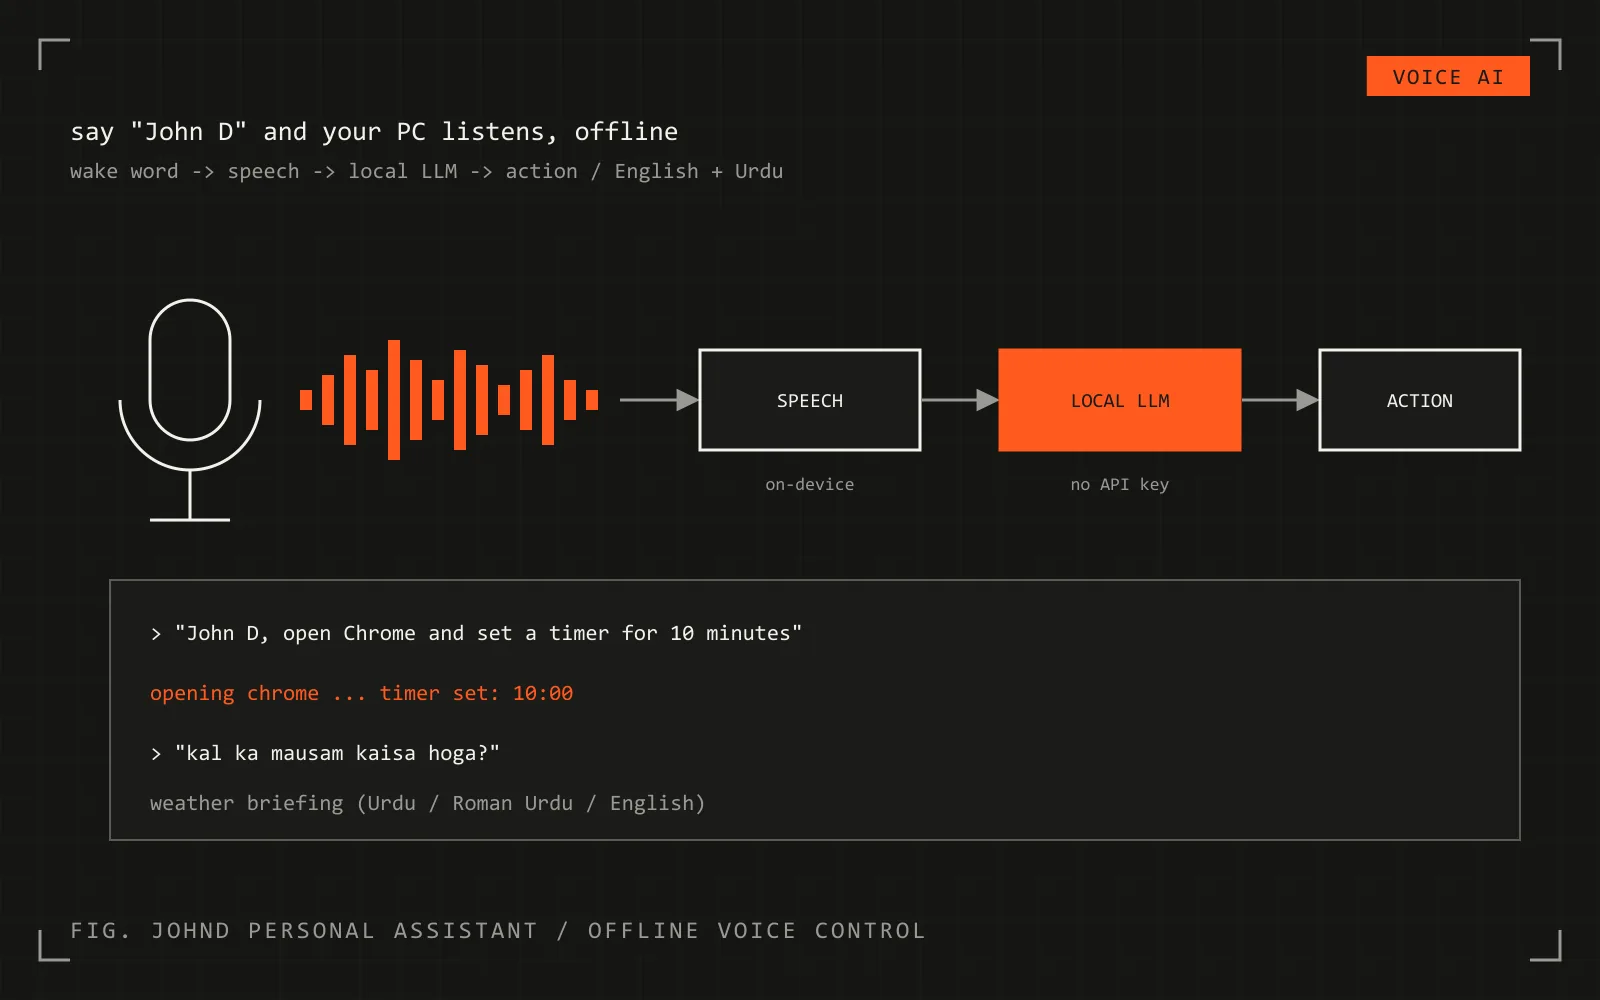 VOICE AI
say "John D" and your PC listens, offline
wake word -> speech -> local LLM -> action / English + Urdu
SPEECH
LOCAL LLM
ACTION
on-device
no API key
> "John D, open Chrome and set a timer for 10 minutes"
opening chrome ... timer set: 10:00
> "kal ka mausam kaisa hoga?"
weather briefing (Urdu / Roman Urdu / English)
FIG. JOHND PERSONAL ASSISTANT / OFFLINE VOICE CONTROL